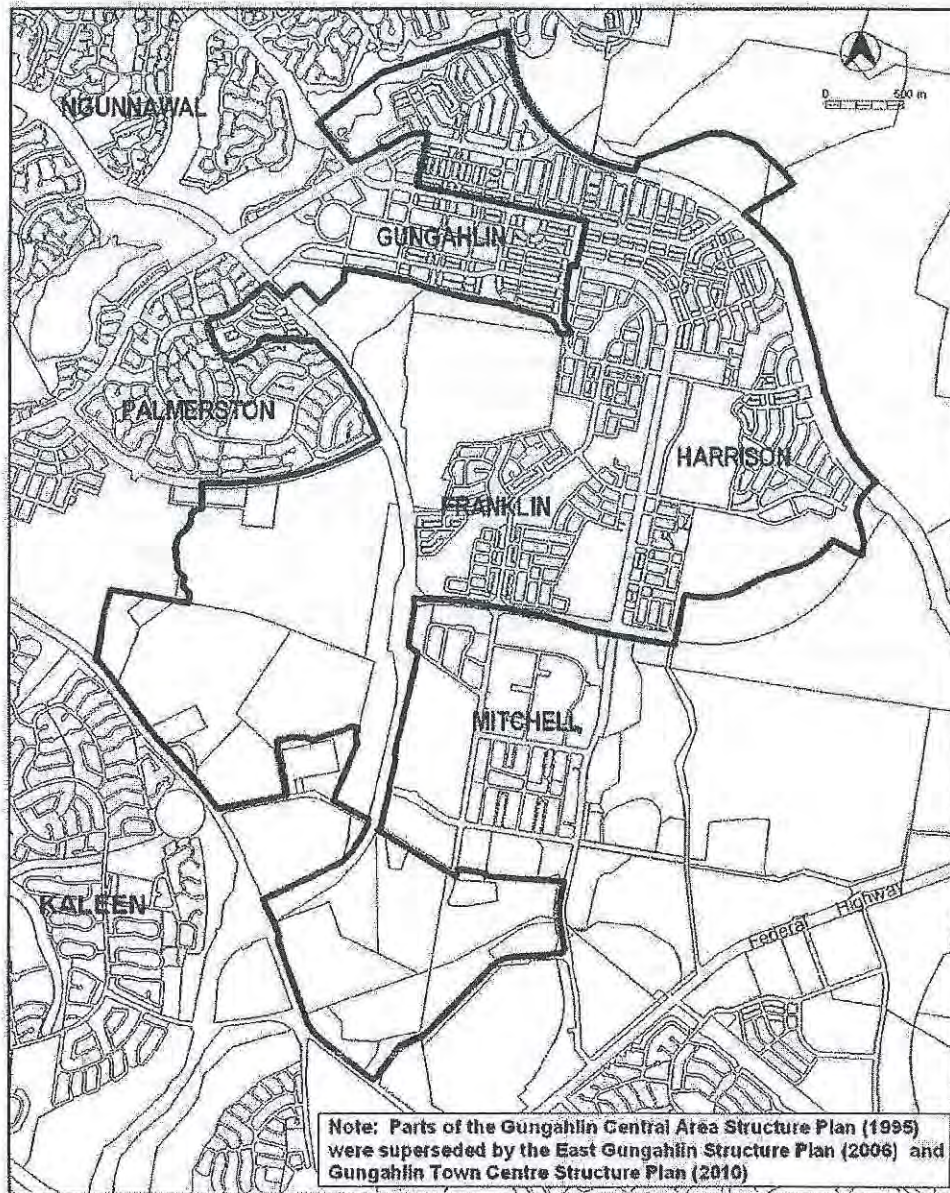 NGUNNAWAL
0 500 m
GUNGAHLIN
PALMERSTON
HARRISON
FRANKLIN
MITCHELL
KALEEN
Federal Highway
Note: Parts of the Gungahlin Central Area Structure Plan (1995)
were superseded by the East Gungahlin Structure Plan (2006) and
Gungahlin Town Centre Structure Plan (2010)